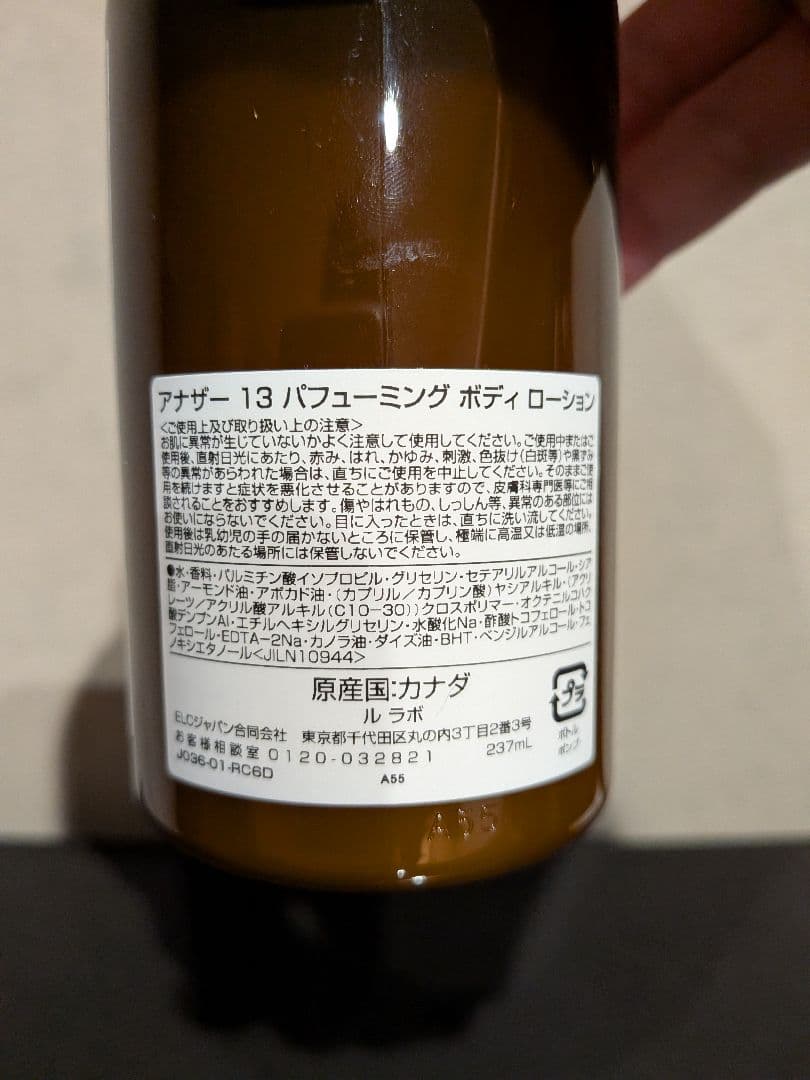 アナザー 13 パフューミング ボディ ローション
<ご使用上及び取り扱い上の注意>
お肌に異常が生じていないかよく注意して使用してください。ご使用中またはご
使用後、直射日光にあたり、赤み、はれ、かゆみ、刺激、色抜け(白斑等)や黒ずみ
等の異常があらわれた場合は、直ちにご使用を中止してください。そのままご使
用を続けますと症状を悪化させることがありますので、皮膚科専門医等にご相
談されることをおすすめします。傷やはれもの、しっしん等、異常のある部位には
お使いにならないでください。目に入ったときは、直ちに洗い流してください。
使用後は乳幼児の手の届かないところに保管し、極端に高温又は低温の場所、
直射日光のあたる場所には保管しないでください。
●水・香料・パルミチン酸イソプロピル・グリセリン・セテアリルアルコール・シア
脂・アーモンド油・アボカド油・(カプリル/カプリン酸)ヤシアルキル・(アクリ
レーツ/アクリル酸アルキル(C10-30))クロスポリマー・オクテニルコハク
酸デンプンAl・エチルヘキシルグリセリン・水酸化Na・酢酸トコフェロール・トコ
フェロール・EDTA-2Na・カノラ油・ダイズ油・BHT・ベンジルアルコール・フェ
ノキシエタノール<JILN10944>
原産国:カナダ
ル ラボ
プラ
ボトル
ポンプ
ELCジャパン合同会社 東京都千代田区丸の内3丁目2番3号
お客様相談室 0120-032821 237mL
J036-01-RC6D
A55
A55